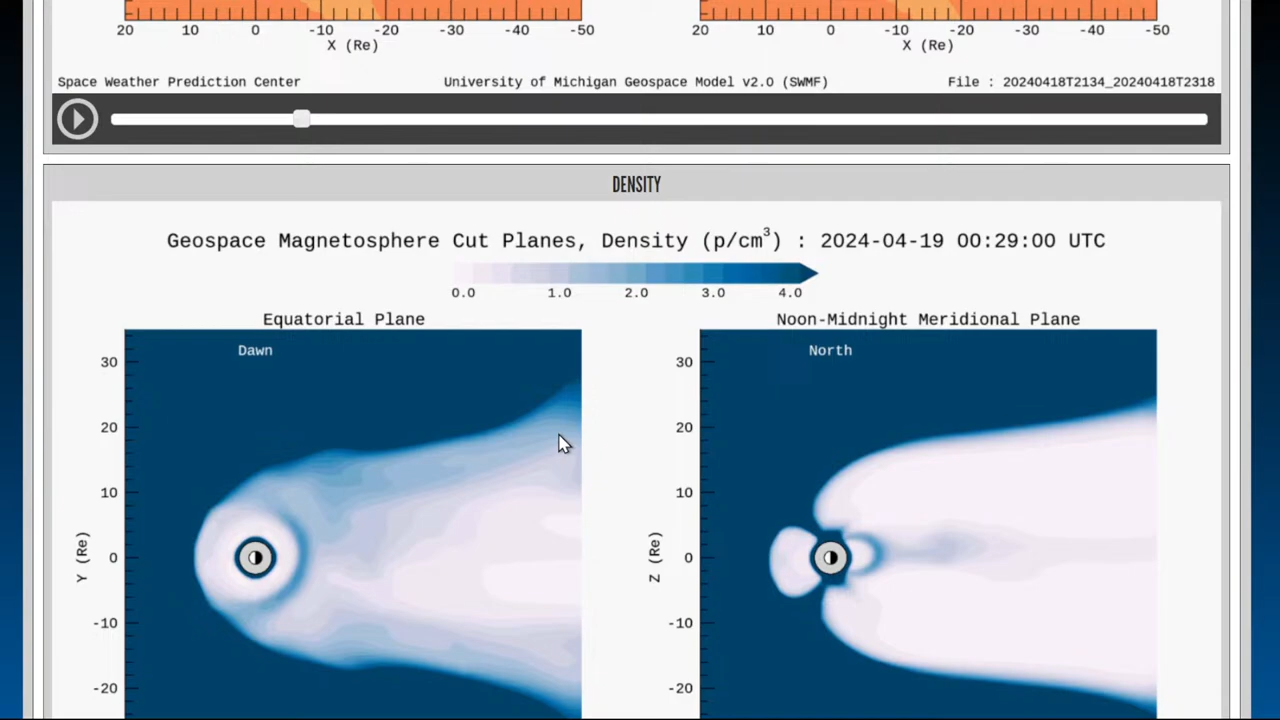 20 10 0 -10 -20 -30 -40 -50 20 10 0 -10 -20 -30 -40 -50
X (Re) X (Re)
Space Weather Prediction Center University of Michigan Geospace Model v2.0 (SWMF) File : 20240418T2134_20240418T2318
DENSITY
Geospace Magnetosphere Cut Planes, Density (p/cm³) : 2024-04-19 00:29:00 UTC
0.0 1.0 2.0 3.0 4.0
Equatorial Plane Noon-Midnight Meridional Plane
Dawn North
30 30
20 20
10 10
Y (Re) 0 Z (Re) 0
-10 -10
-20 -20